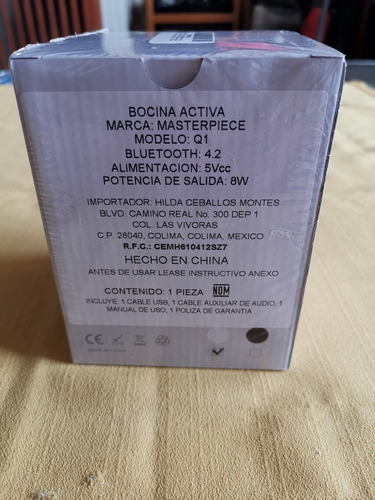 BOCINA ACTIVA
MARCA: MASTERPIECE
MODELO: Q1
BLUETOOTH: 4.2
ALIMENTACION: 5Vcc
POTENCIA DE SALIDA: 8W
IMPORTADOR: HILDA CEBALLOS MONTES
BLVD. CAMINO REAL No. 300 DEP 1
COL. LAS VIVORAS
C.P. 28040, COLIMA, COLIMA, MEXICO
R.F.C.: CEMH610412SZ7
HECHO EN CHINA
ANTES DE USAR LEASE INSTRUCTIVO ANEXO
CONTENIDO: 1 PIEZA NOM
INCLUYE: 1 CABLE USB, 1 CABLE AUXILIAR DE AUDIO, 1
MANUAL DE USO, 1 POLIZA DE GARANTIA
CE